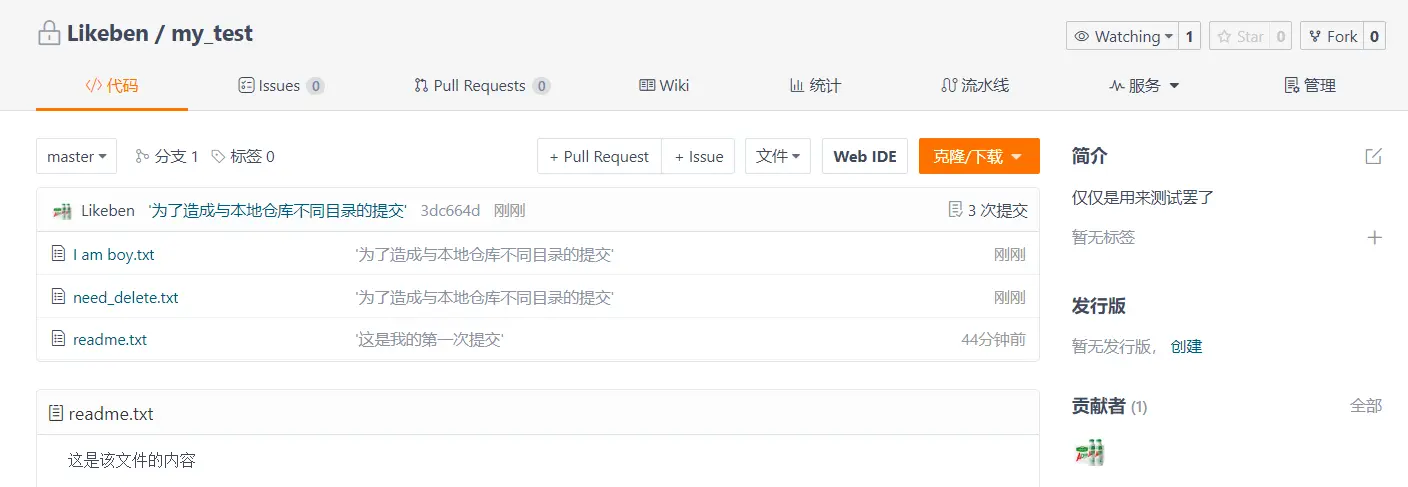 Likeben / my_test
Watching 1 Star 0 Fork 0
代码 Issues 0 Pull Requests 0 Wiki 统计 流水线 服务 管理
master 分支 1 标签 0 + Pull Request + Issue 文件 Web IDE 克隆/下载
Likeben '为了造成与本地仓库不同目录的提交' 3dc664d 刚刚 3 次提交
I am boy.txt '为了造成与本地仓库不同目录的提交' 刚刚
need_delete.txt '为了造成与本地仓库不同目录的提交' 刚刚
readme.txt '这是我的第一次提交' 44分钟前
readme.txt
这是该文件的内容
简介
仅仅是用来测试罢了
暂无标签
发行版
暂无发行版， 创建
贡献者 (1) 全部